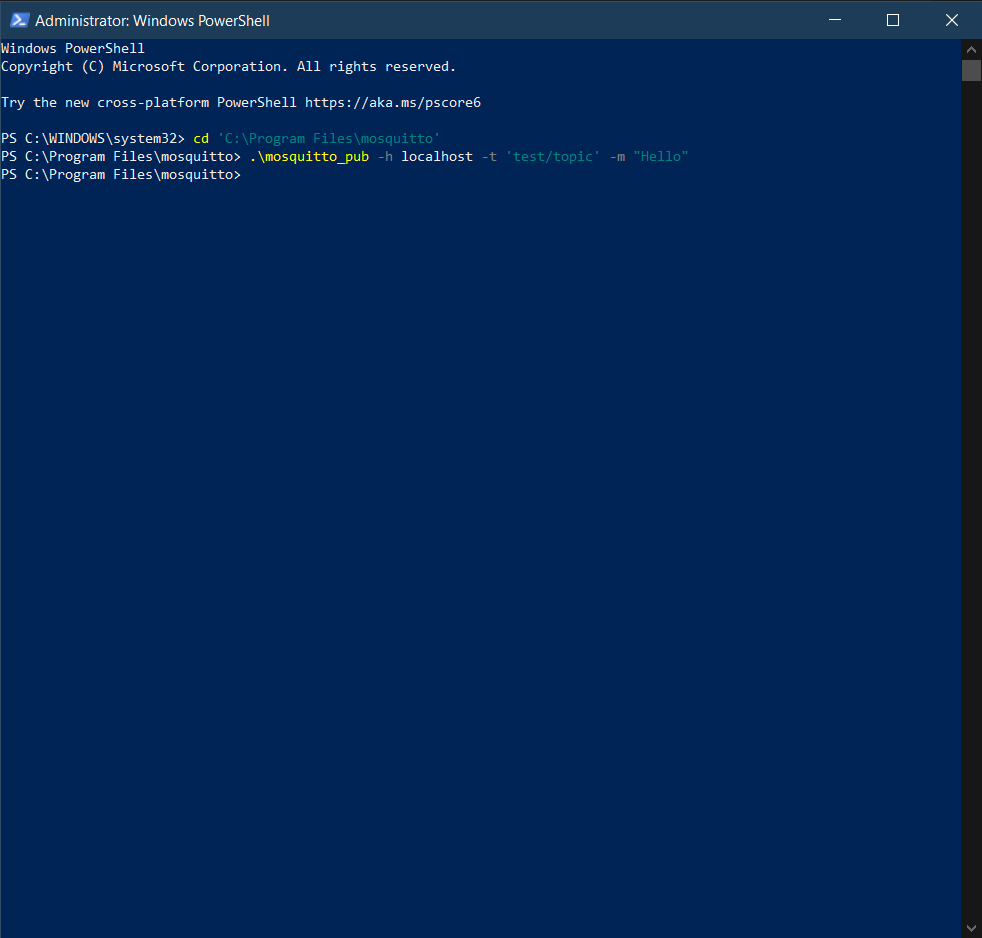 Administrator: Windows PowerShell
Windows PowerShell
Copyright (C) Microsoft Corporation. All rights reserved.
Try the new cross-platform PowerShell https://aka.ms/pscore6
PS C:\WINDOWS\system32> cd 'C:\Program Files\mosquitto'
PS C:\Program Files\mosquitto> .\mosquitto_pub -h localhost -t 'test/topic' -m "Hello"
PS C:\Program Files\mosquitto>